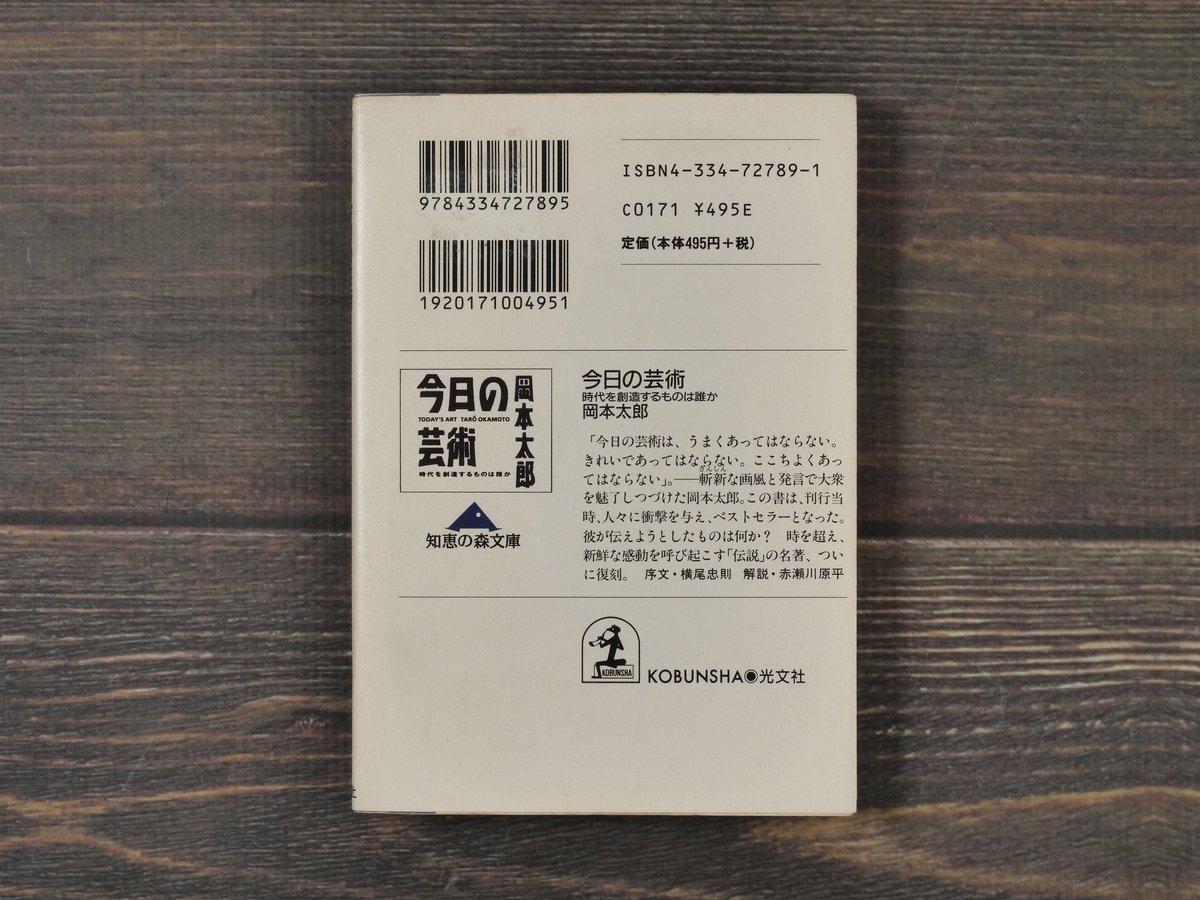 9784334727895
1920171004951
ISBN4-334-72789-1
C0171 ¥495E
定価(本体495円+税)
今日の
TODAY'S ART TARŌ OKAMOTO
芸術
時代を創造するものは誰か
岡本太郎
知恵の森文庫
今日の芸術
時代を創造するものは誰か
岡本太郎
「今日の芸術は、うまくあってはならない。
きれいであってはならない。ここちよくあっ
てはならない」。――斬新な画風と発言で大衆
ざんしん
を魅了しつづけた岡本太郎。この書は、刊行当
時、人々に衝撃を与え、ベストセラーとなった。
彼が伝えようとしたものは何か? 時を超え、
新鮮な感動を呼び起こす「伝説」の名著、つい
に復刻。 序文・横尾忠則 解説・赤瀬川原平
KOBUNSHA
KOBUNSHA◉光文社
社